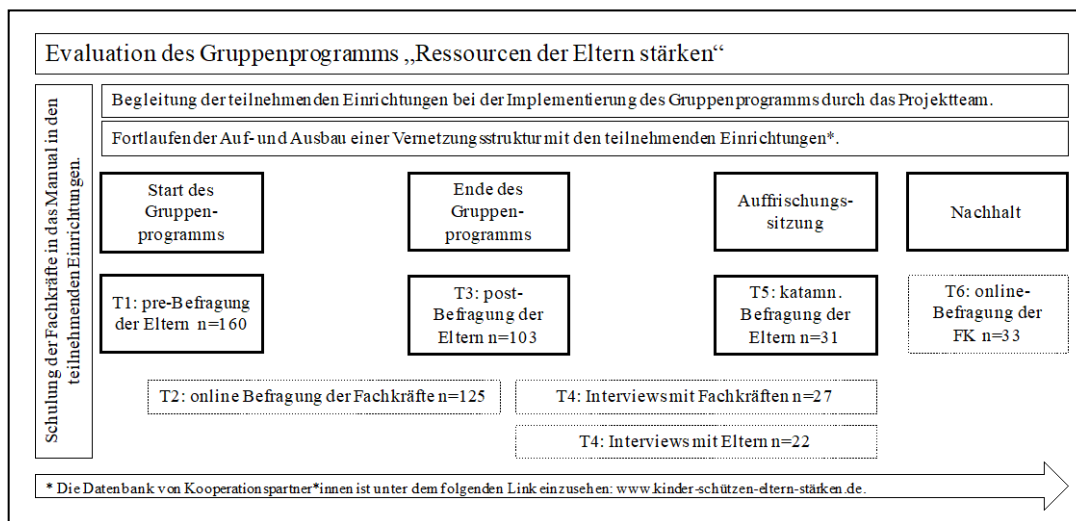 Evaluation des Gruppenprogramms „Ressourcen der Eltern stärken“
Schulung der Fachkräfte in das Manual in den
teilnehmenden Einrichtungen.
Begleitung der teilnehmenden Einrichtungen bei der Implementierung des Gruppenprogramms durch das Projektteam.
Fortlaufender Auf- und Ausbau einer Vernetzungsstruktur mit den teilnehmenden Einrichtungen*.
Start des
Gruppen-
programms
Ende des
Gruppen-
programms
Auffrischungs-
sitzung
Nachhalt
T1: pre-Befragung
der Eltern n=160
T3: post-
Befragung der
Eltern n=103
T5: katamn.
Befragung der
Eltern n=31
T6: online-
Befragung der
FK n=33
T2: online Befragung der Fachkräfte n=125
T4: Interviews mit Fachkräften n=27
T4: Interviews mit Eltern n=22
* Die Datenbank von Kooperationspartner*innen ist unter dem folgenden Link einzusehen: www.kinder-schützen-eltern-stärken.de.